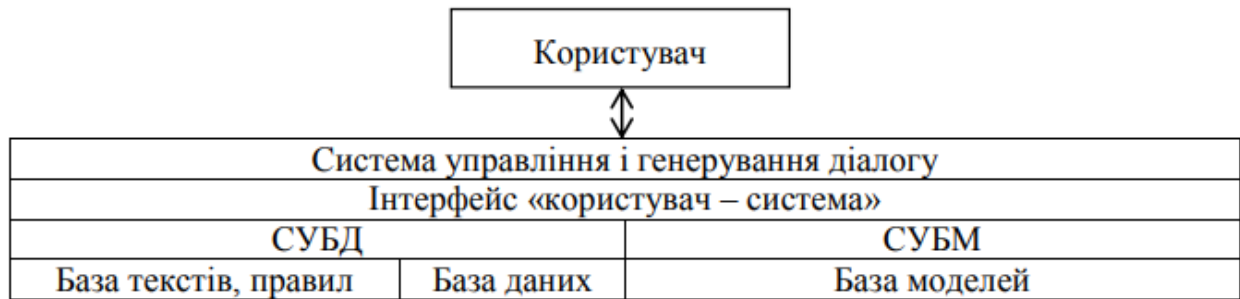 Користувач
Система управління і генерування діалогу
Інтерфейс «користувач – система»
СУБД СУБМ
База текстів, правил База даних База моделей